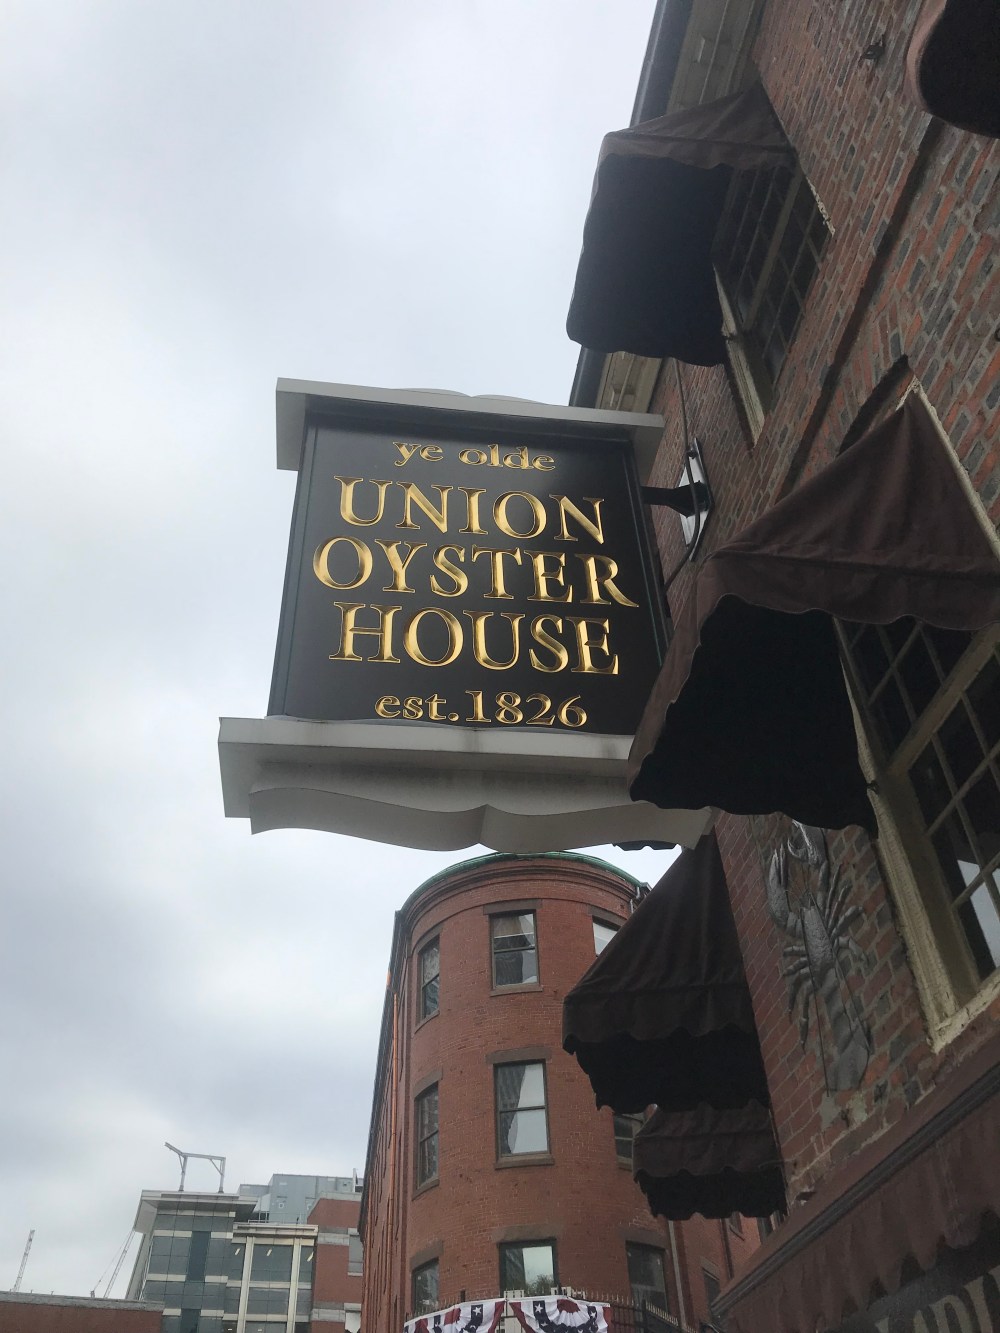 ye olde
UNION
OYSTER
HOUSE
est. 1826